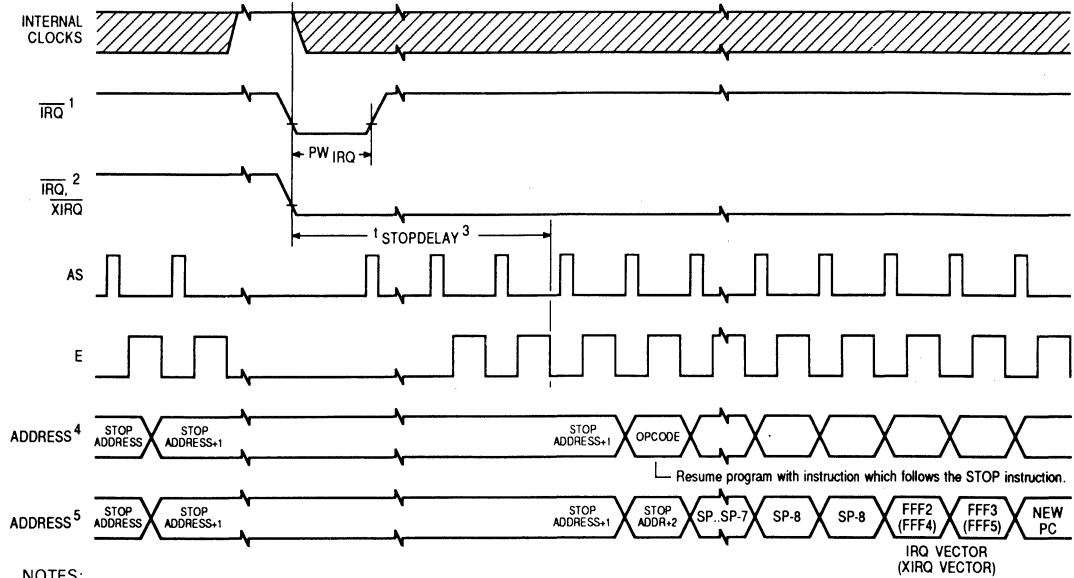 INTERNAL
CLOCKS
IRQ 1
PW IRQ
IRQ, 2
XIRQ
t STOPDELAY 3
AS
E
ADDRESS 4
STOP
ADDRESS
STOP
ADDRESS+1
STOP
ADDRESS+1
OPCODE
Resume program with instruction which follows the STOP instruction.
ADDRESS 5
STOP
ADDRESS
STOP
ADDRESS+1
STOP
ADDRESS+1
STOP
ADDR+2
SP..SP-7
SP-8
SP-8
FFF2
(FFF4)
FFF3
(FFF5)
NEW
PC
IRQ VECTOR
(XIRQ VECTOR)
NOTES: